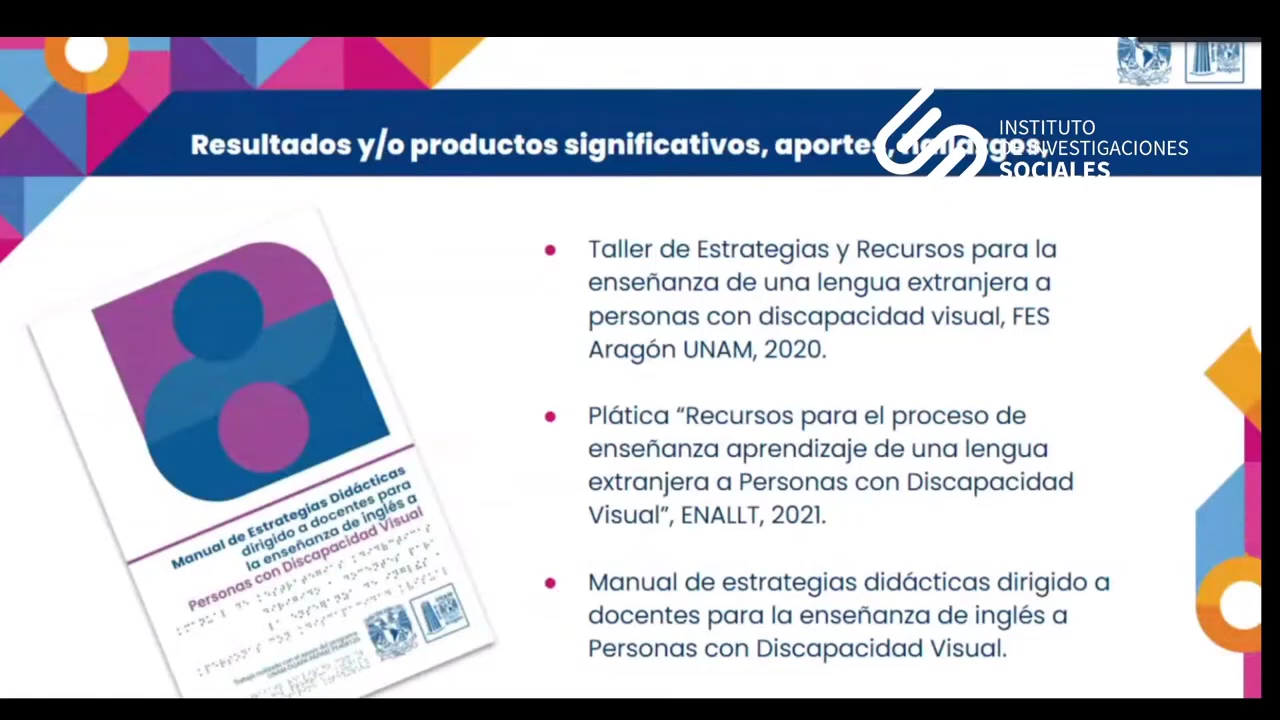 Resultados y/o productos significativos, aportes, hallazgos,
INSTITUTO
DE INVESTIGACIONES
SOCIALES
Taller de Estrategias y Recursos para la
enseñanza de una lengua extranjera a
personas con discapacidad visual, FES
Aragón UNAM, 2020.
Plática “Recursos para el proceso de
enseñanza aprendizaje de una lengua
extranjera a Personas con Discapacidad
Visual”, ENALLT, 2021.
Manual de estrategias didácticas dirigido a
docentes para la enseñanza de inglés a
Personas con Discapacidad Visual.
Manual de Estrategias Didácticas
dirigido a docentes para
la enseñanza de inglés a
Personas con Discapacidad Visual